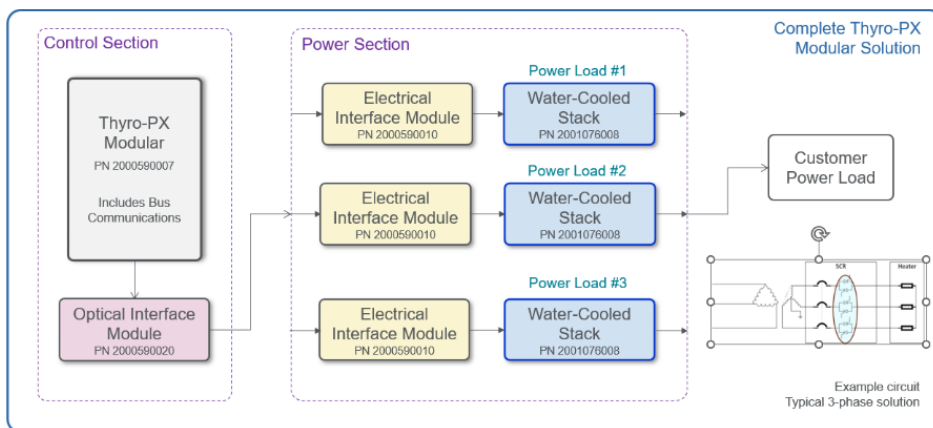 Complete Thyro-PX
Modular Solution
Control Section
Thyro-PX
Modular
PN 2000590007
Includes Bus
Communications
Optical Interface
Module
PN 2000590020
Power Section
Power Load #1
Electrical
Interface Module
PN 2000590010
Water-Cooled
Stack
PN 2001076008
Power Load #2
Electrical
Interface Module
PN 2000590010
Water-Cooled
Stack
PN 2001076008
Power Load #3
Electrical
Interface Module
PN 2000590010
Water-Cooled
Stack
PN 2001076008
Customer
Power Load
SCR
Heater
Example circuit
Typical 3-phase solution